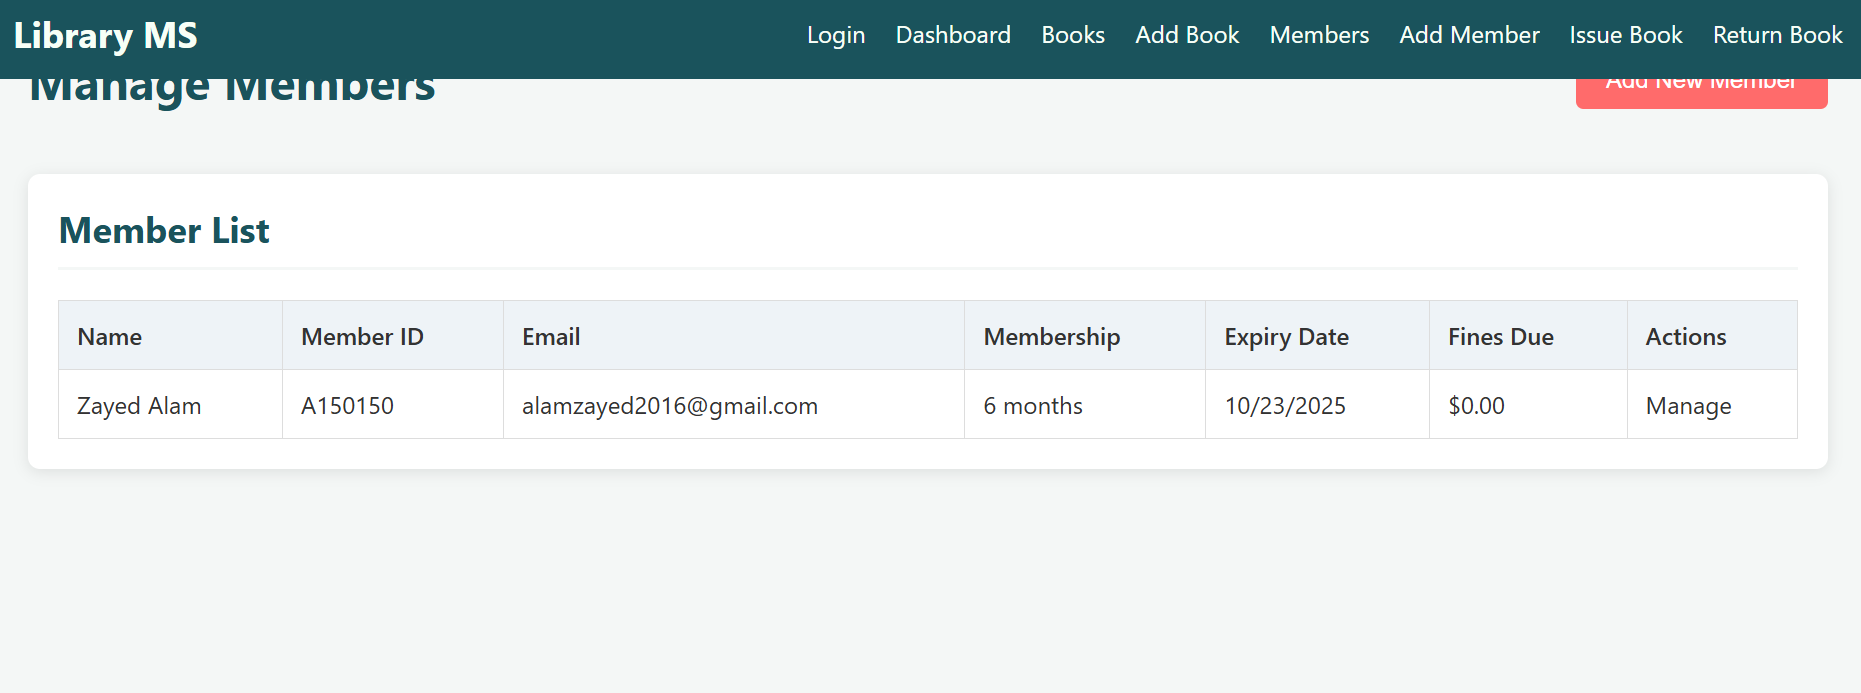 Library MS Login Dashboard Books Add Book Members Add Member Issue Book Return Book
Manage Members Add New Member
Member List
Name Member ID Email Membership Expiry Date Fines Due Actions
Zayed Alam A150150 alamzayed2016@gmail.com 6 months 10/23/2025 $0.00 Manage